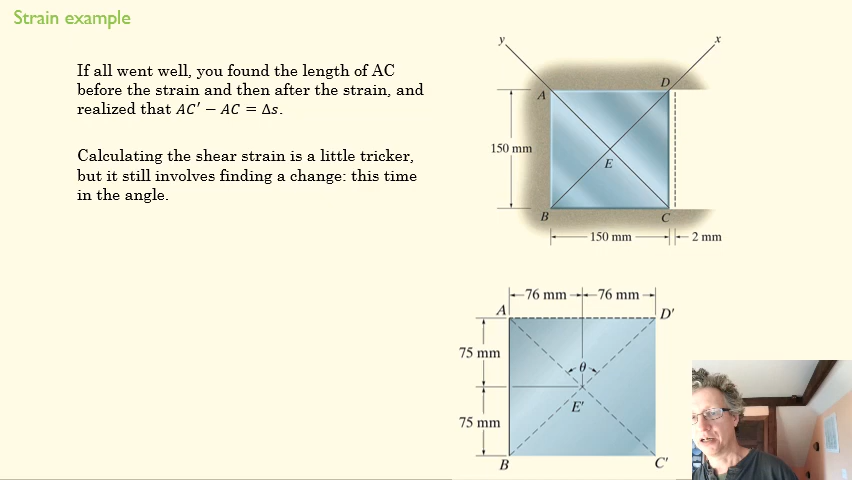 Strain example
If all went well, you found the length of AC
before the strain and then after the strain, and
realized that AC′ − AC = Δs.
Calculating the shear strain is a little tricker,
but it still involves finding a change: this time
in the angle.
y
x
A
D
150 mm
E
B
C
150 mm
2 mm
76 mm
76 mm
A
D'
75 mm
θ
E'
75 mm
B
C'